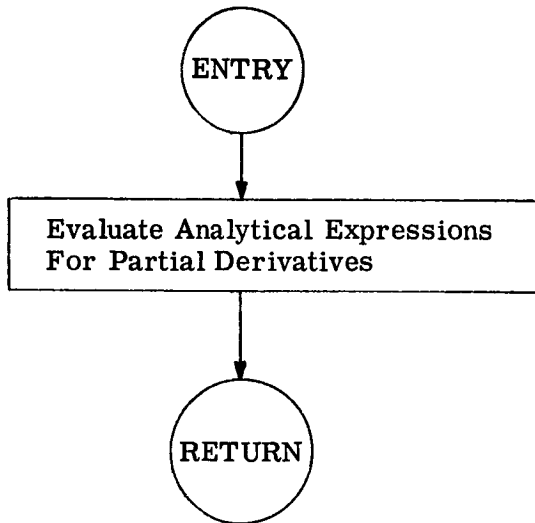 ENTRY
Evaluate Analytical Expressions
For Partial Derivatives
RETURN